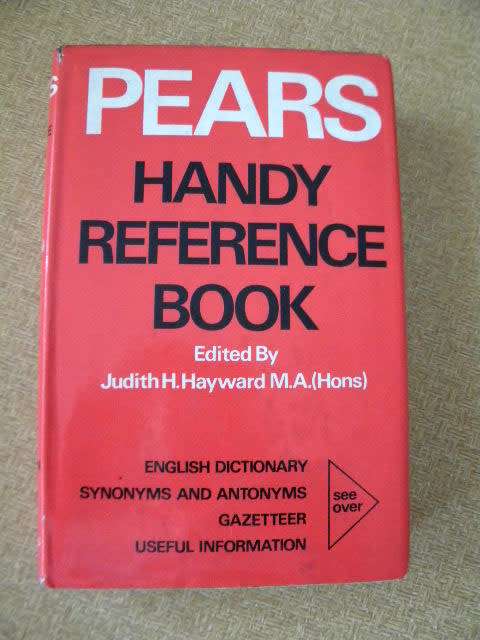 PEARS
HANDY
REFERENCE
BOOK
Edited By
Judith H. Hayward M.A.(Hons)
ENGLISH DICTIONARY
SYNONYMS AND ANTONYMS
GAZETTEER
USEFUL INFORMATION
see
over